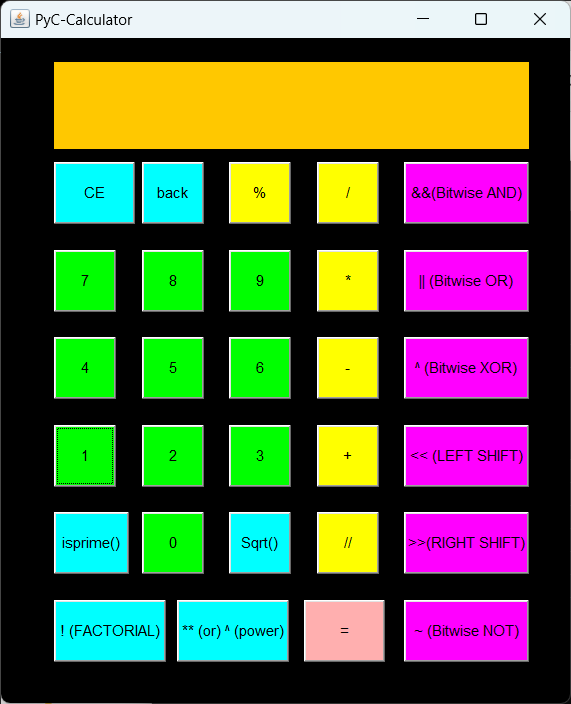 PyC-Calculator
CE back % / &&(Bitwise AND)
7 8 9 * || (Bitwise OR)
4 5 6 - ^ (Bitwise XOR)
1 2 3 + << (LEFT SHIFT)
isprime() 0 Sqrt() // >>(RIGHT SHIFT)
! (FACTORIAL) ** (or) ^ (power) = ~ (Bitwise NOT)